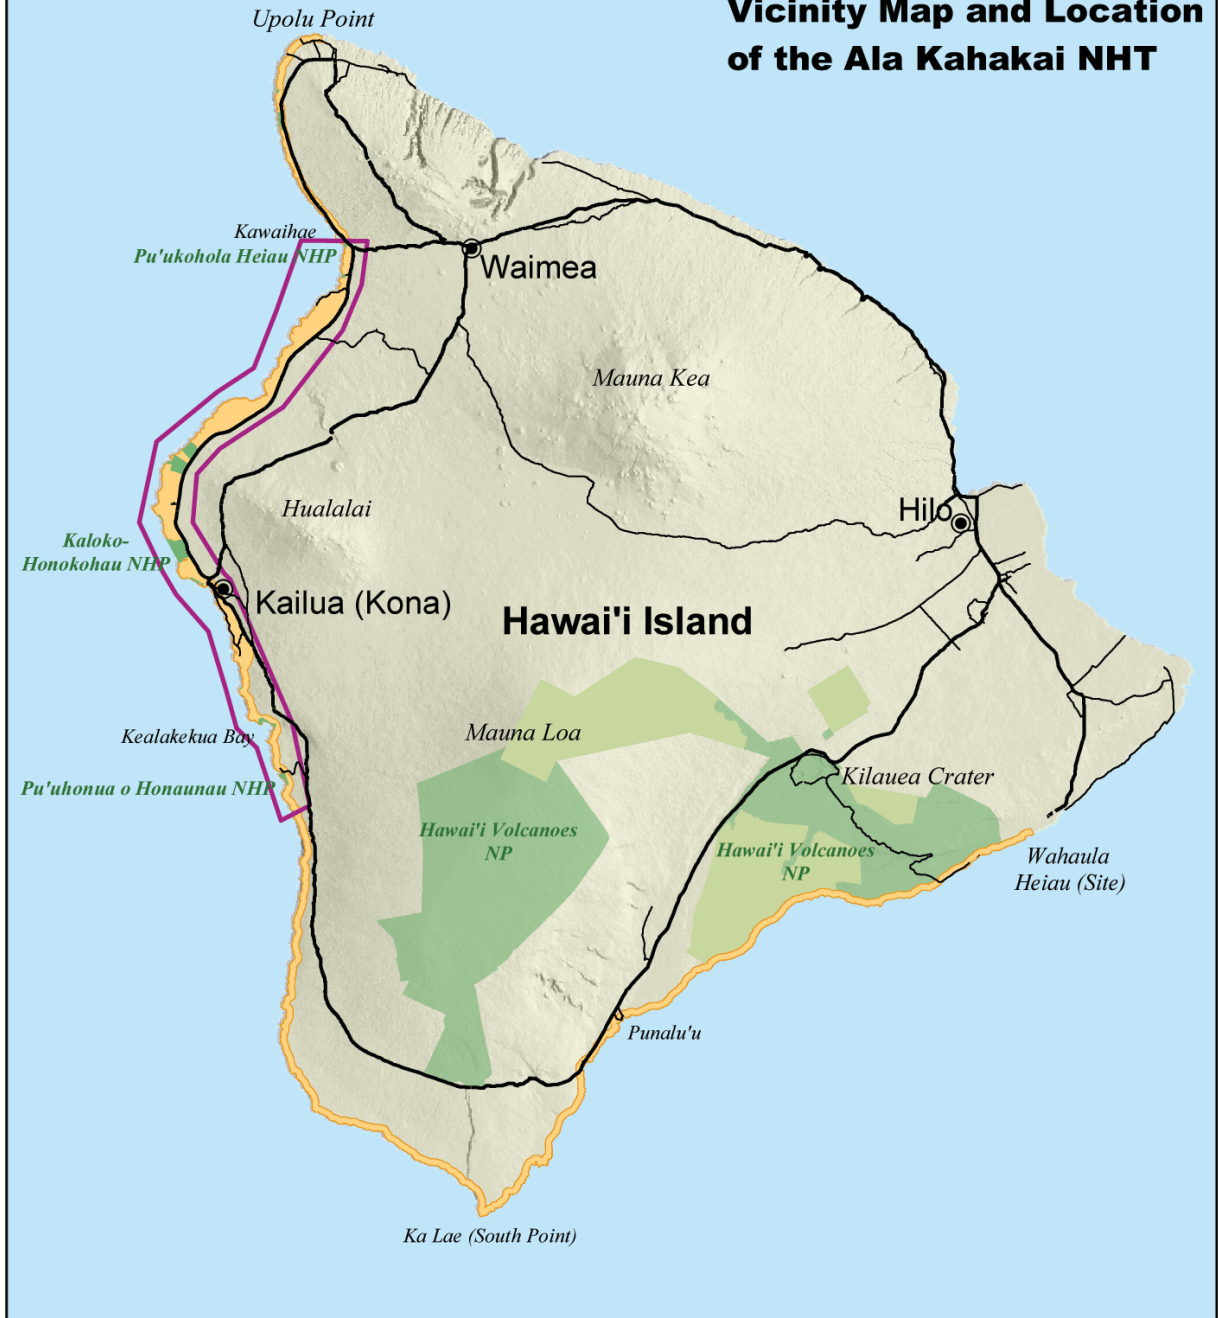 Vicinity Map and Location
of the Ala Kahakai NHT
Upolu Point
Kawaihae
Pu'ukohola Heiau NHP
Waimea
Mauna Kea
Hualalai
Hilo
Kaloko-
Honokohau NHP
Kailua (Kona)
Hawai'i Island
Mauna Loa
Kealakekua Bay
Kilauea Crater
Pu'uhonua o Honaunau NHP
Hawai'i Volcanoes
NP
Hawai'i Volcanoes
NP
Wahaula
Heiau (Site)
Punalu'u
Ka Lae (South Point)